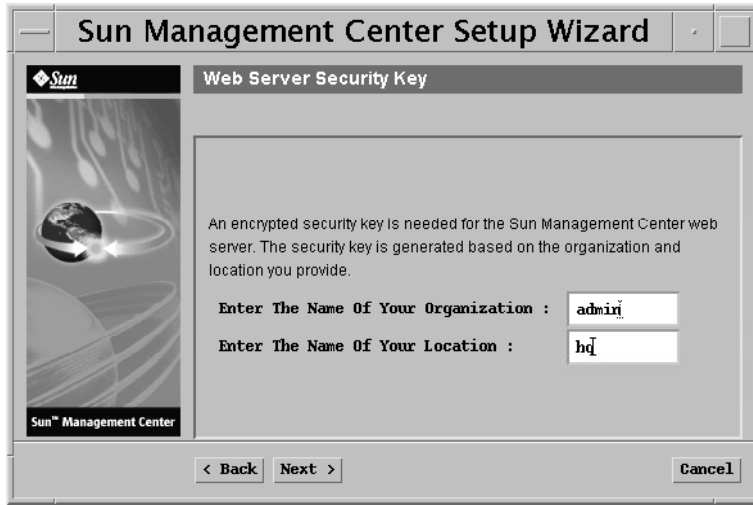 Sun Management Center Setup Wizard
Sun
Web Server Security Key
An encrypted security key is needed for the Sun Management Center web
server. The security key is generated based on the organization and
location you provide.
Enter The Name Of Your Organization : admin
Enter The Name Of Your Location : hq
Sun™ Management Center
< Back Next > Cancel